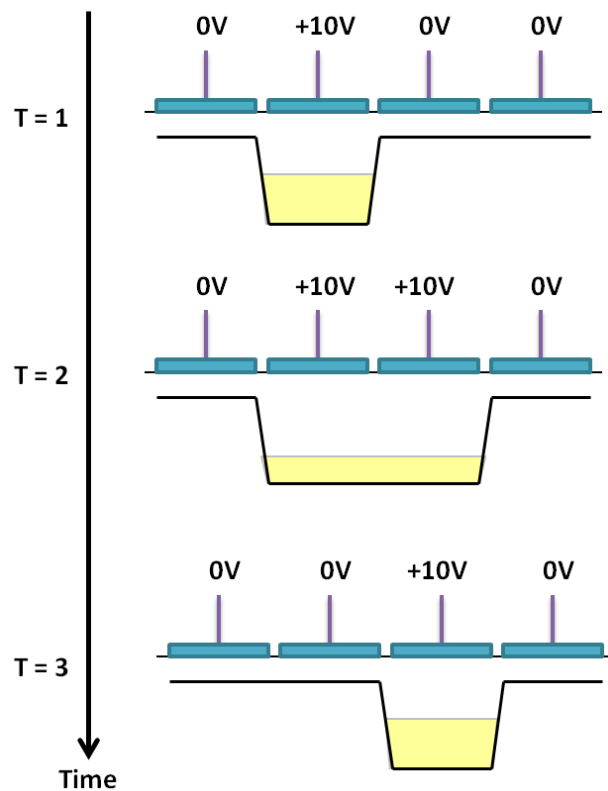 0V +10V 0V 0V
T = 1
0V +10V +10V 0V
T = 2
0V 0V +10V 0V
T = 3
Time